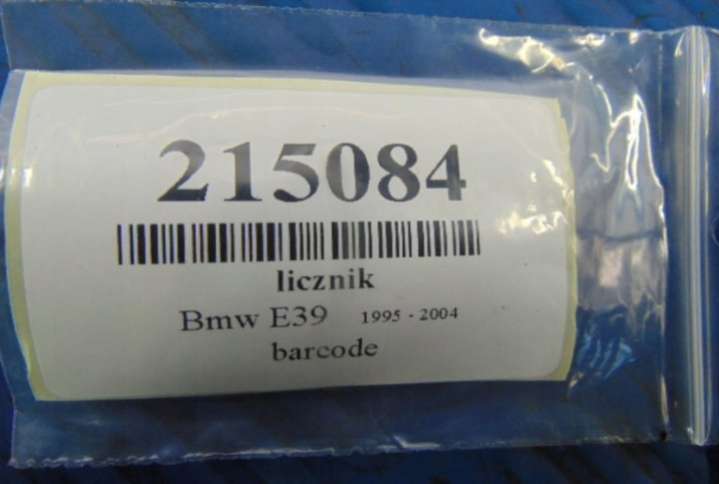 215084
licznik
Bmw E39 1995 - 2004
barcode